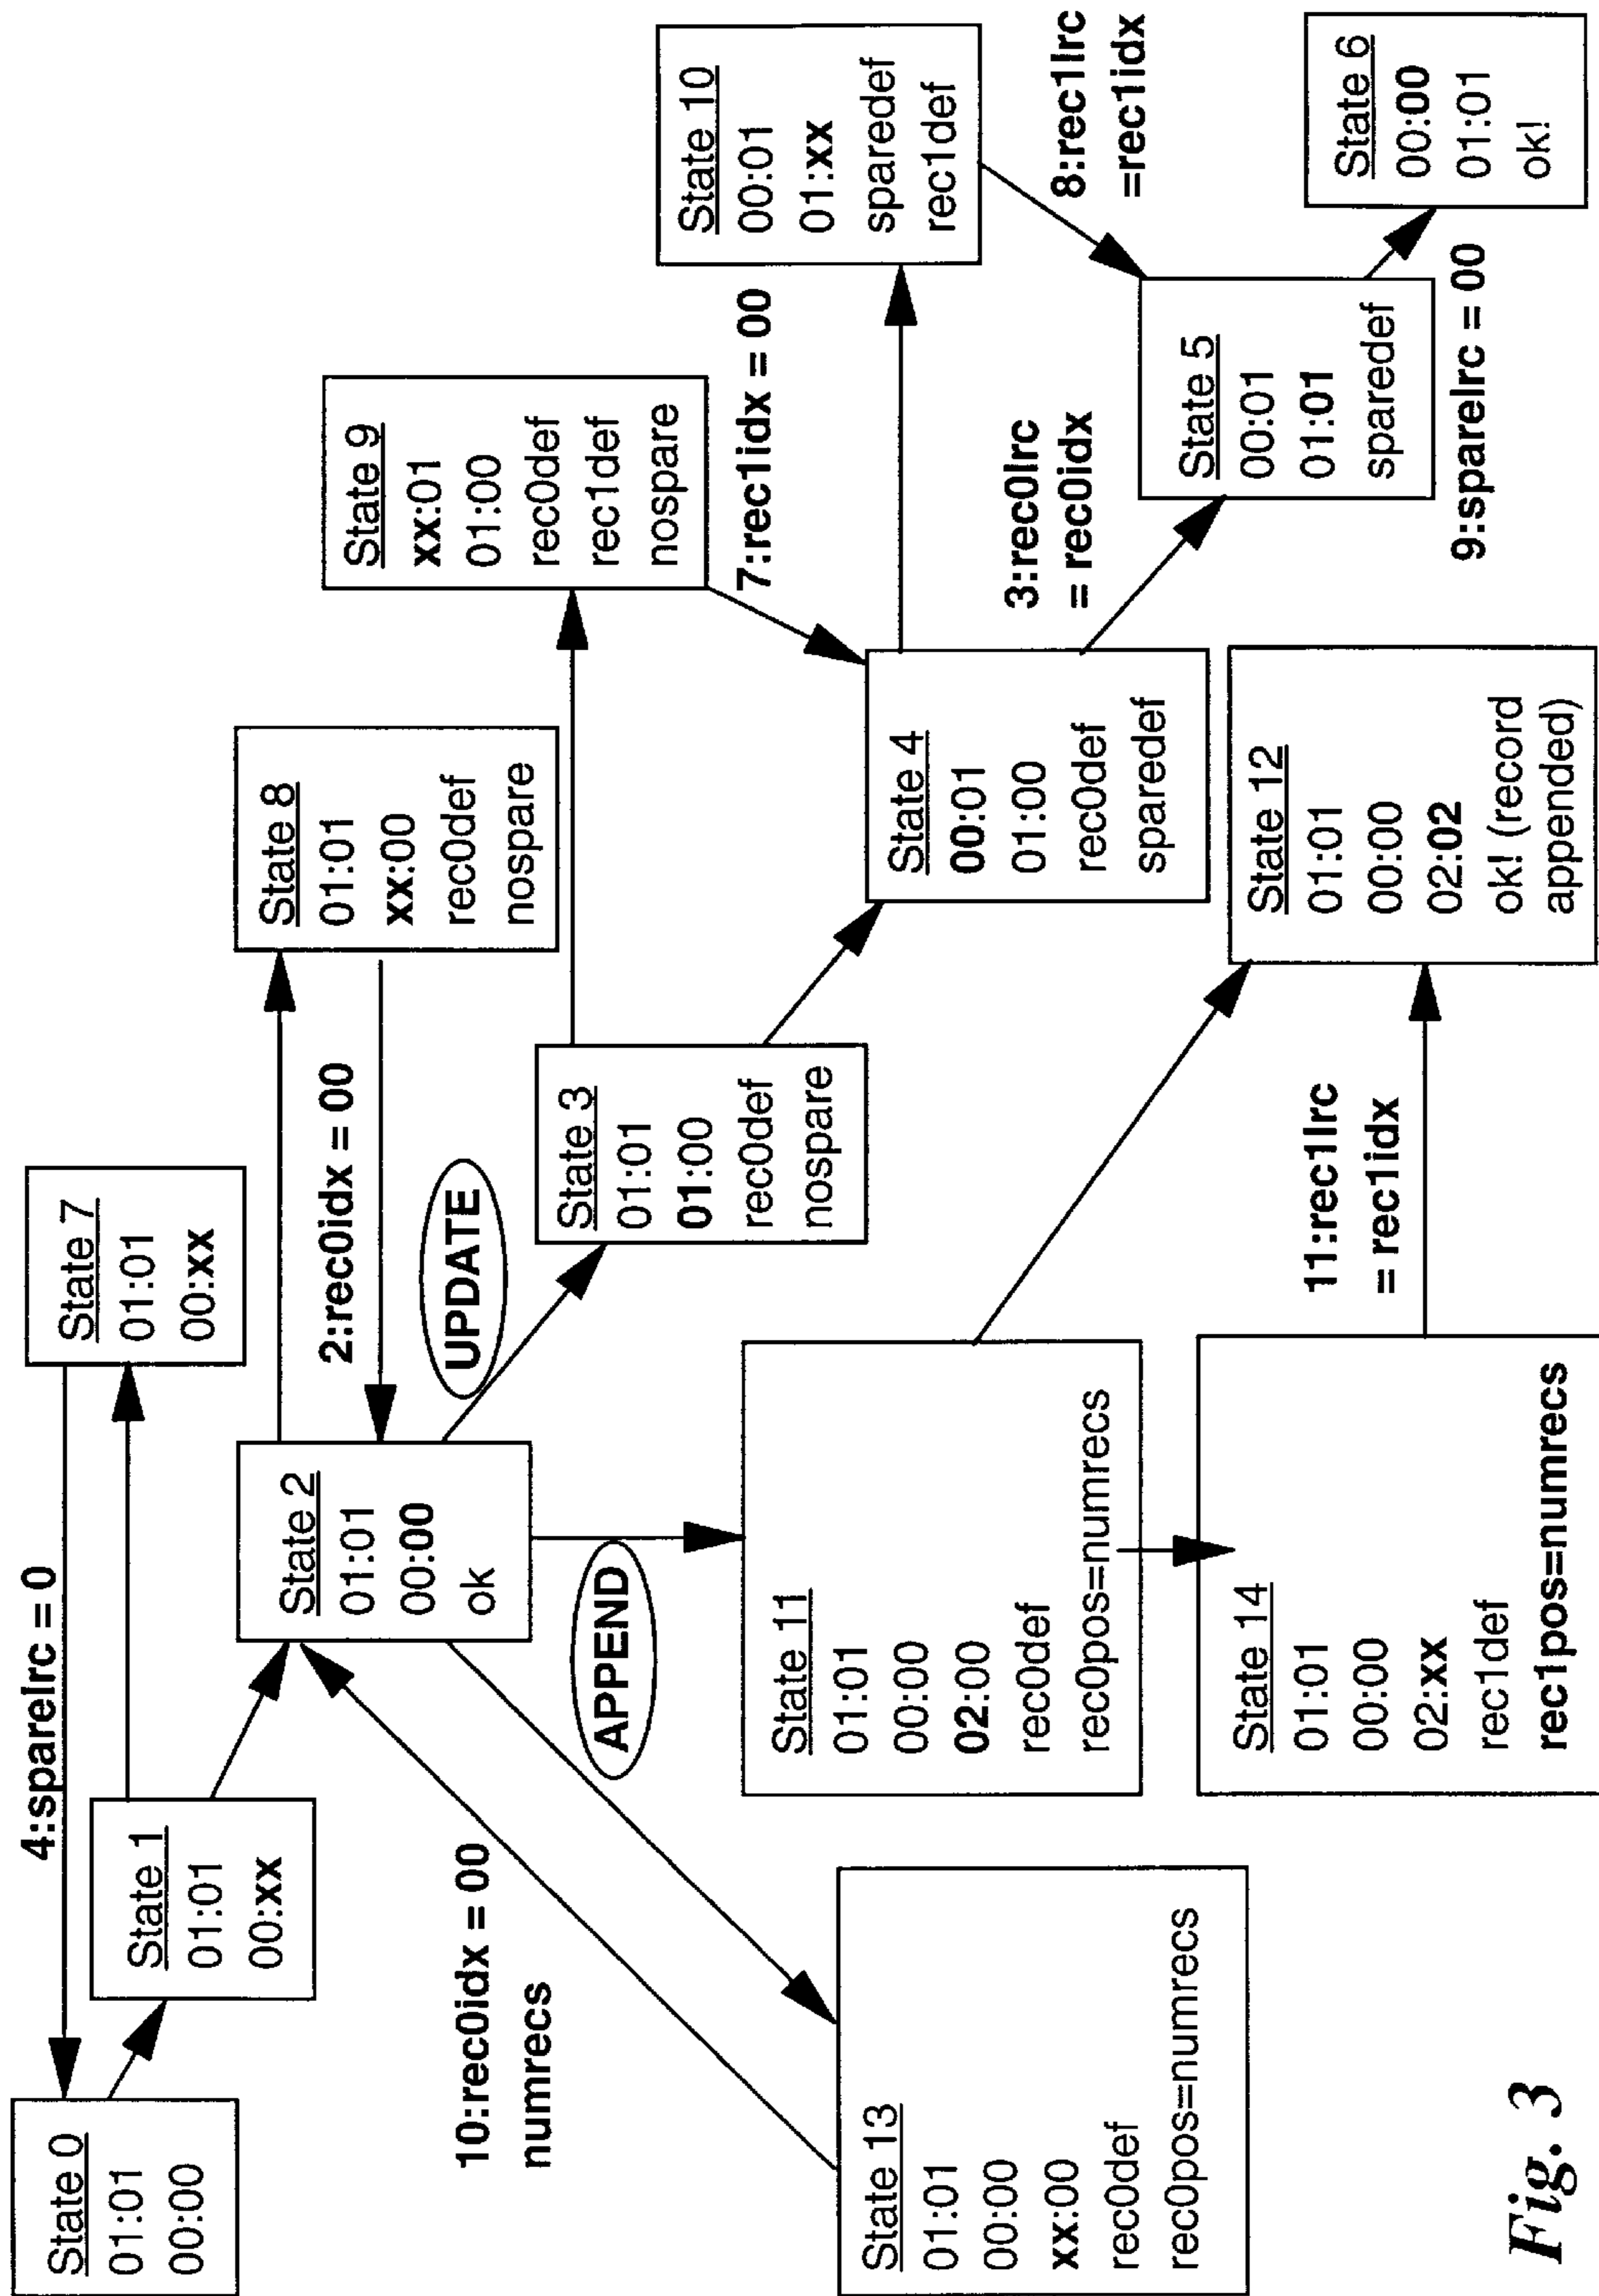 4:sparelrc = 0
State 0
01:01
00:00
State 1
01:01
00:xx
State 7
01:01
00:xx
State 2
01:01
00:00
ok
2:rec0idx = 00
State 8
01:01
xx:00
rec0def
nospare
UPDATE
State 3
01:01
01:00
rec0def
nospare
State 9
xx:01
01:00
rec0def
rec1def
nospare
7:rec1idx = 00
State 10
00:01
01:xx
sparedef
rec1def
10:rec0idx = 00
numrecs
APPEND
State 4
00:01
01:00
rec0def
sparedef
3:rec0lrc
= rec0idx
8:rec1lrc
=rec1idx
State 5
00:01
01:01
sparedef
9:sparelrc = 00
State 6
00:00
01:01
ok!
State 13
01:01
00:00
xx:00
rec0def
rec0pos=numrecs
State 11
01:01
00:00
02:00
rec0def
rec0pos=numrecs
State 14
01:01
00:00
02:xx
rec1def
rec1pos=numrecs
11:rec1lrc
= rec1idx
State 12
01:01
00:00
02:02
ok! (record
appended)
Fig. 3